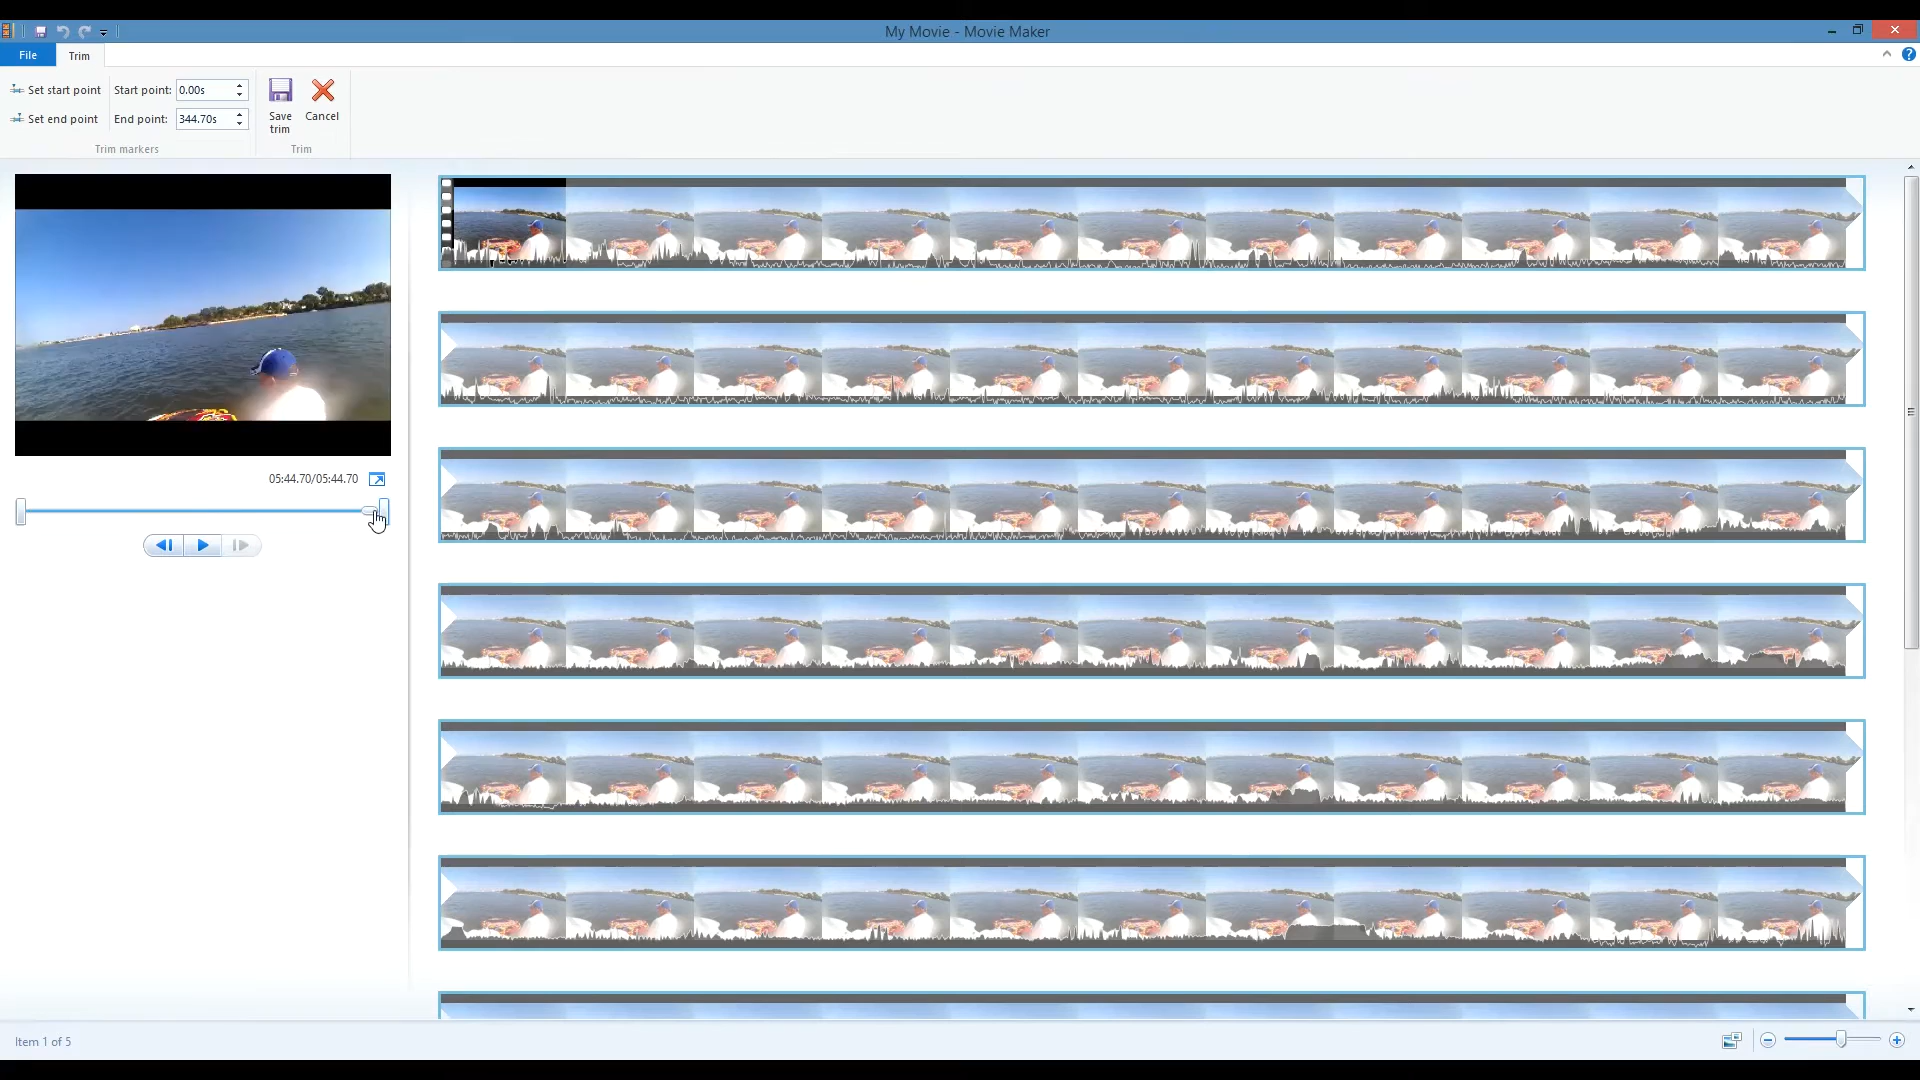 My Movie - Movie Maker
File
Trim
Set start point
Start point: 0.00s
Set end point
End point: 344.70s
Save trim
Cancel
Trim markers
Trim
05:44.70/05:44.70
Item 1 of 5